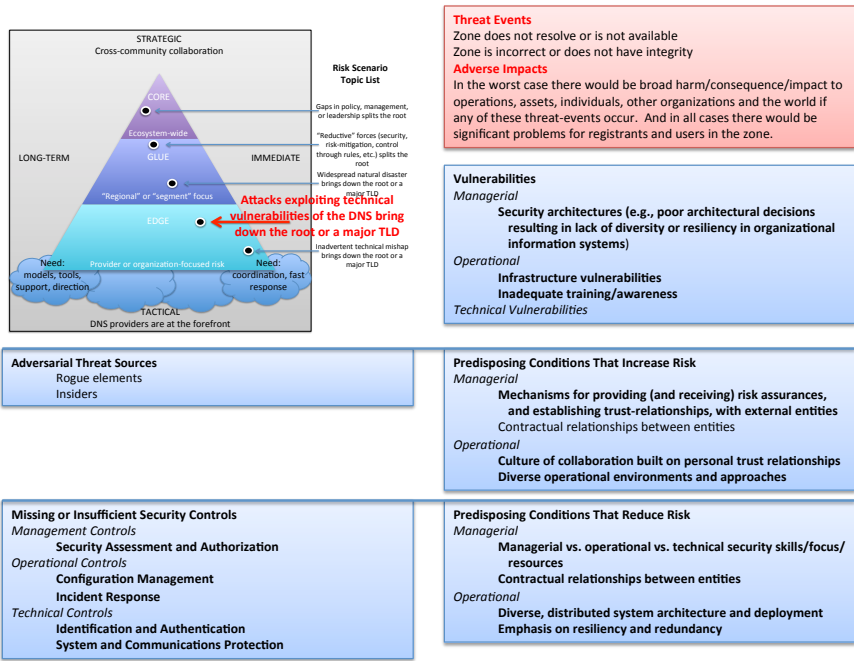 STRATEGIC
Cross-community collaboration
Risk Scenario
Topic List
CORE
Gaps in policy, management,
or leadership splits the root
Ecosystem-wide
"Reductive" forces (security,
risk-mitigation, control
through rules, etc.) splits the
root
LONG-TERM
GLUE
IMMEDIATE
Widespread natural disaster
brings down the root or a
major TLD
"Regional" or "segment" focus
Attacks exploiting technical
vulnerabilities of the DNS bring
down the root or a major TLD
EDGE
Inadvertent technical mishap
brings down the root or a
major TLD
Provider or organization-focused risk
Need:
models, tools,
support, direction
Need:
coordination, fast
response
TACTICAL
DNS providers are at the forefront
Threat Events
Zone does not resolve or is not available
Zone is incorrect or does not have integrity
Adverse Impacts
In the worst case there would be broad harm/consequence/impact to
operations, assets, individuals, other organizations and the world if
any of these threat-events occur. And in all cases there would be
significant problems for registrants and users in the zone.
Vulnerabilities
Managerial
Security architectures (e.g., poor architectural decisions
resulting in lack of diversity or resiliency in organizational
information systems)
Operational
Infrastructure vulnerabilities
Inadequate training/awareness
Technical Vulnerabilities
Adversarial Threat Sources
Rogue elements
Insiders
Predisposing Conditions That Increase Risk
Managerial
Mechanisms for providing (and receiving) risk assurances,
and establishing trust-relationships, with external entities
Contractual relationships between entities
Operational
Culture of collaboration built on personal trust relationships
Diverse operational environments and approaches
Missing or Insufficient Security Controls
Management Controls
Security Assessment and Authorization
Operational Controls
Configuration Management
Incident Response
Technical Controls
Identification and Authentication
System and Communications Protection
Predisposing Conditions That Reduce Risk
Managerial
Managerial vs. operational vs. technical security skills/focus/
resources
Contractual relationships between entities
Operational
Diverse, distributed system architecture and deployment
Emphasis on resiliency and redundancy